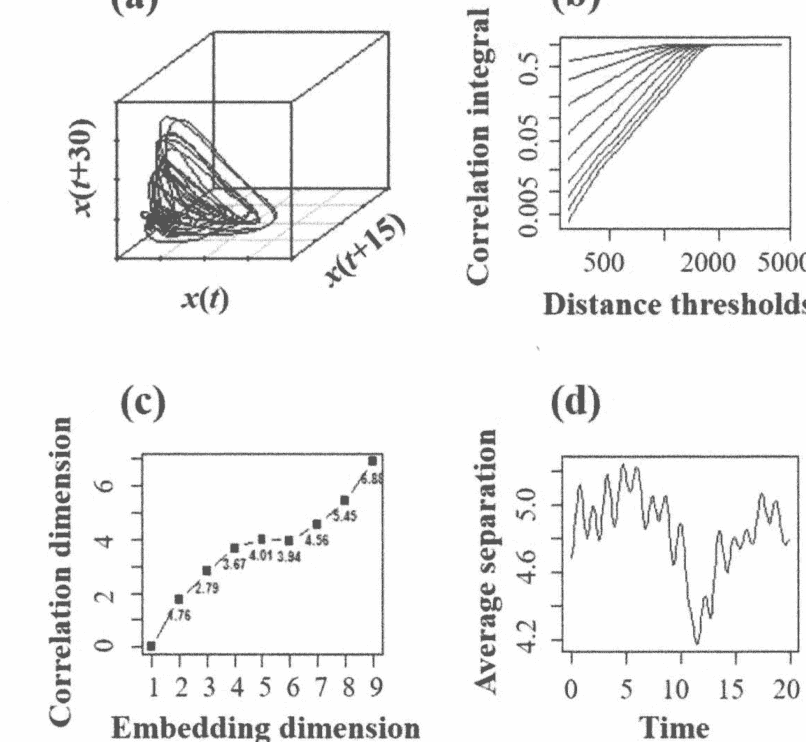 (a)
x(t+30)
x(t+15)
x(t)
(b)
Correlation integral
0.5
0.05
0.005
500 2000 5000
Distance thresholds
(c)
Correlation dimension
6
4
2
0
1.76
2.79
3.67
4.01
3.94
4.56
5.45
6.88
1 2 3 4 5 6 7 8 9
Embedding dimension
(d)
Average separation
5.0
4.6
4.2
0 5 10 15 20
Time